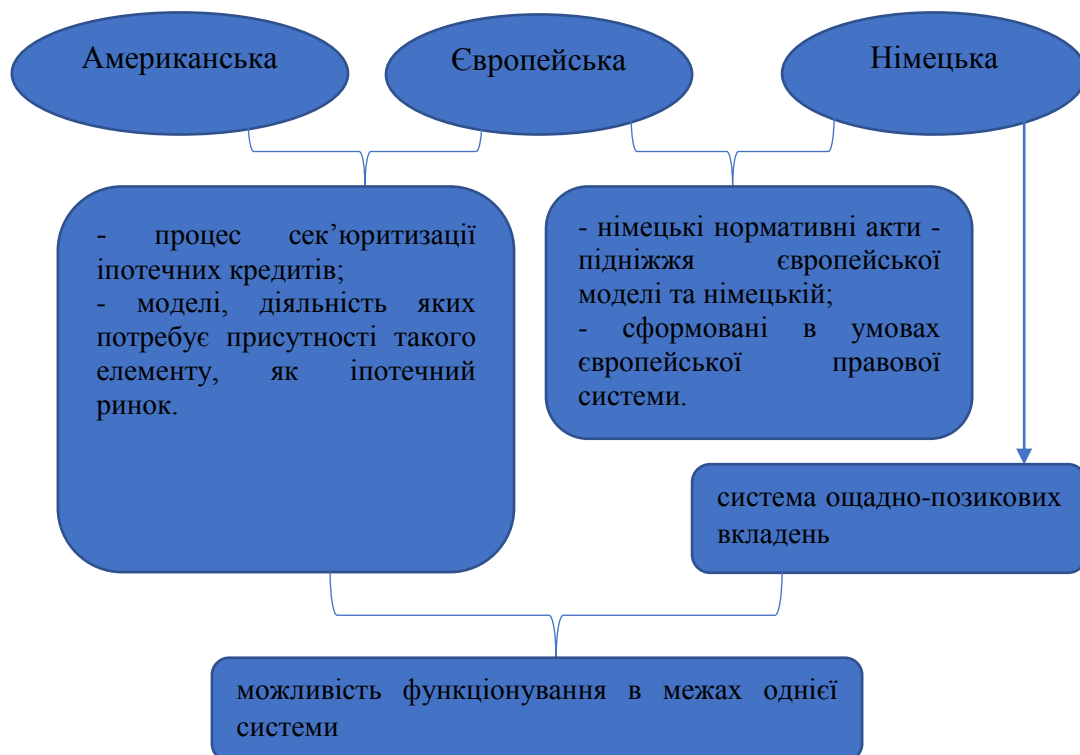 Американська
Європейська
Німецька
- процес сек’юритизації
іпотечних кредитів;
- моделі, діяльність яких
потребує присутності такого
елементу, як іпотечний
ринок.
- німецькі нормативні акти -
підніжжя європейської
моделі та німецькій;
- сформовані в умовах
європейської правової
системи.
система ощадно-позикових
вкладень
можливість функціонування в межах однієї
системи